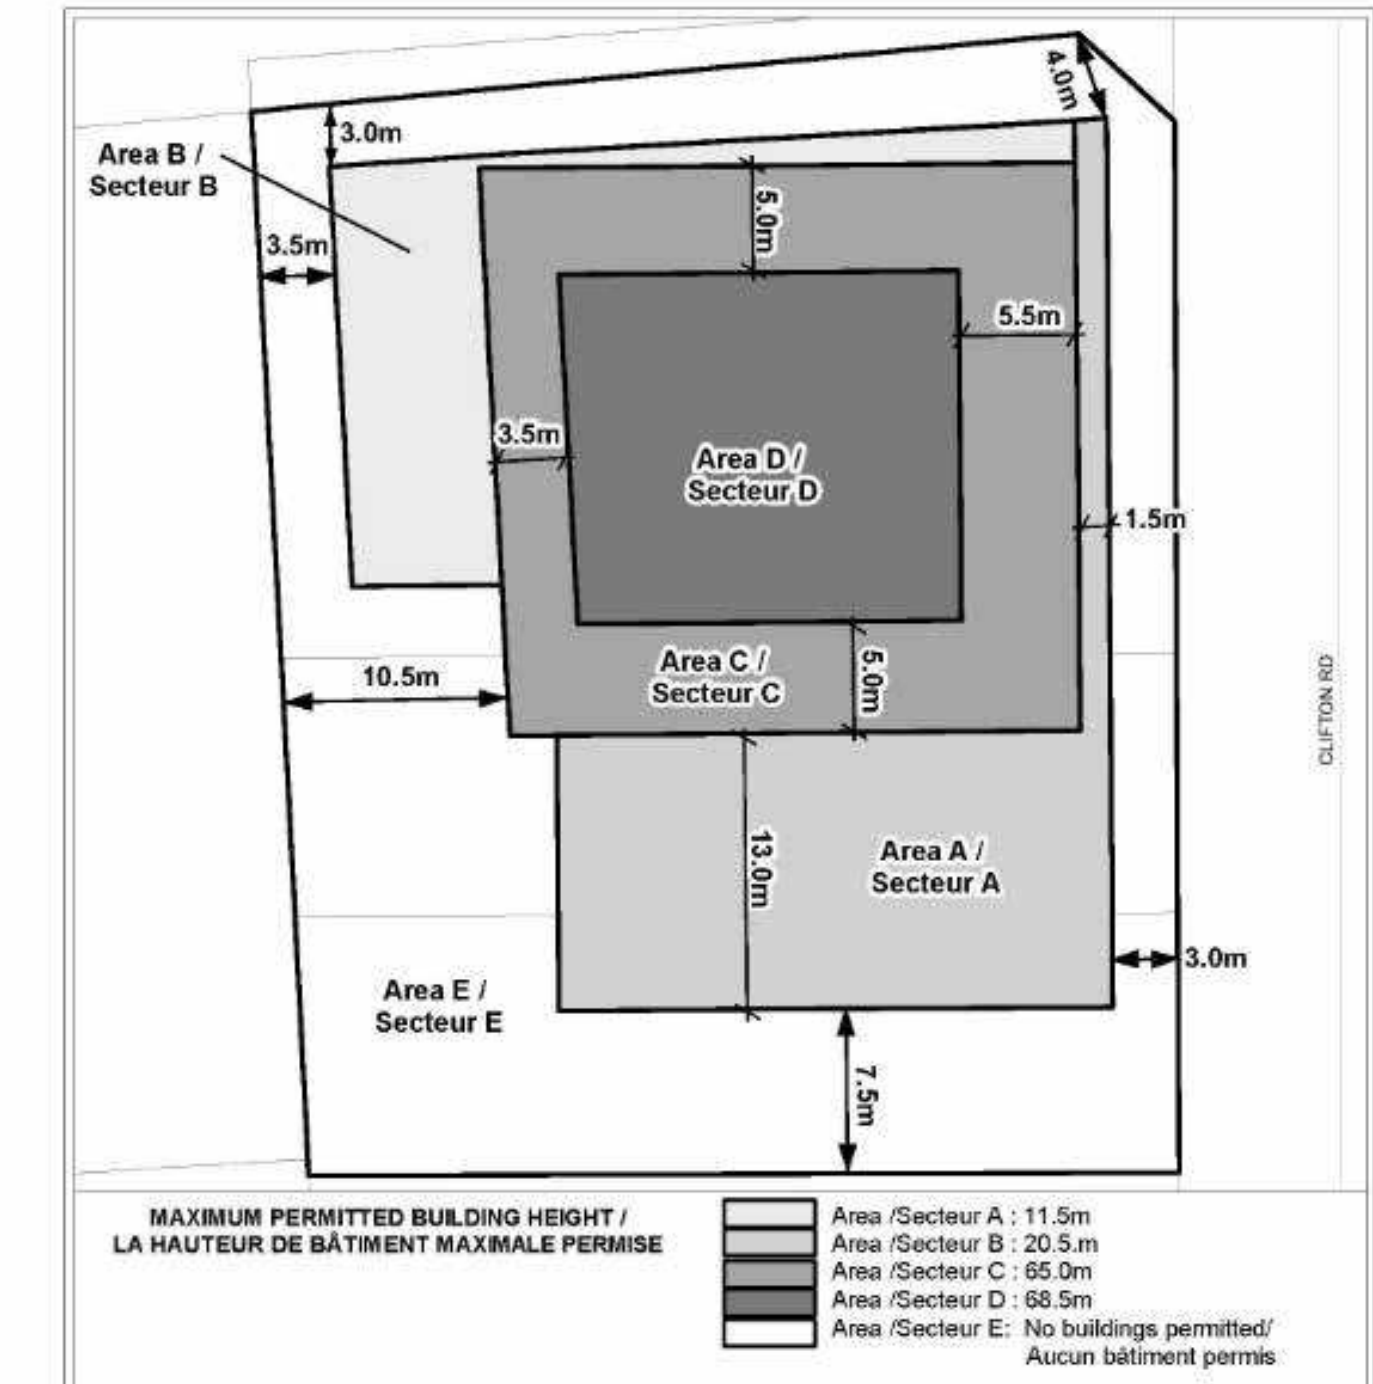 4.0m
3.0m
Area B /
Secteur B
5.0m
3.5m
5.5m
3.5m
Area D /
Secteur D
1.5m
Area C /
Secteur C
5.0m
10.5m
CLIFTON RD
13.0m
Area A /
Secteur A
3.0m
Area E /
Secteur E
7.5m
MAXIMUM PERMITTED BUILDING HEIGHT /
LA HAUTEUR DE BÂTIMENT MAXIMALE PERMISE
Area /Secteur A : 11.5m
Area /Secteur B : 20.5.m
Area /Secteur C : 65.0m
Area /Secteur D : 68.5m
Area /Secteur E: No buildings permitted/
Aucun bâtiment permis